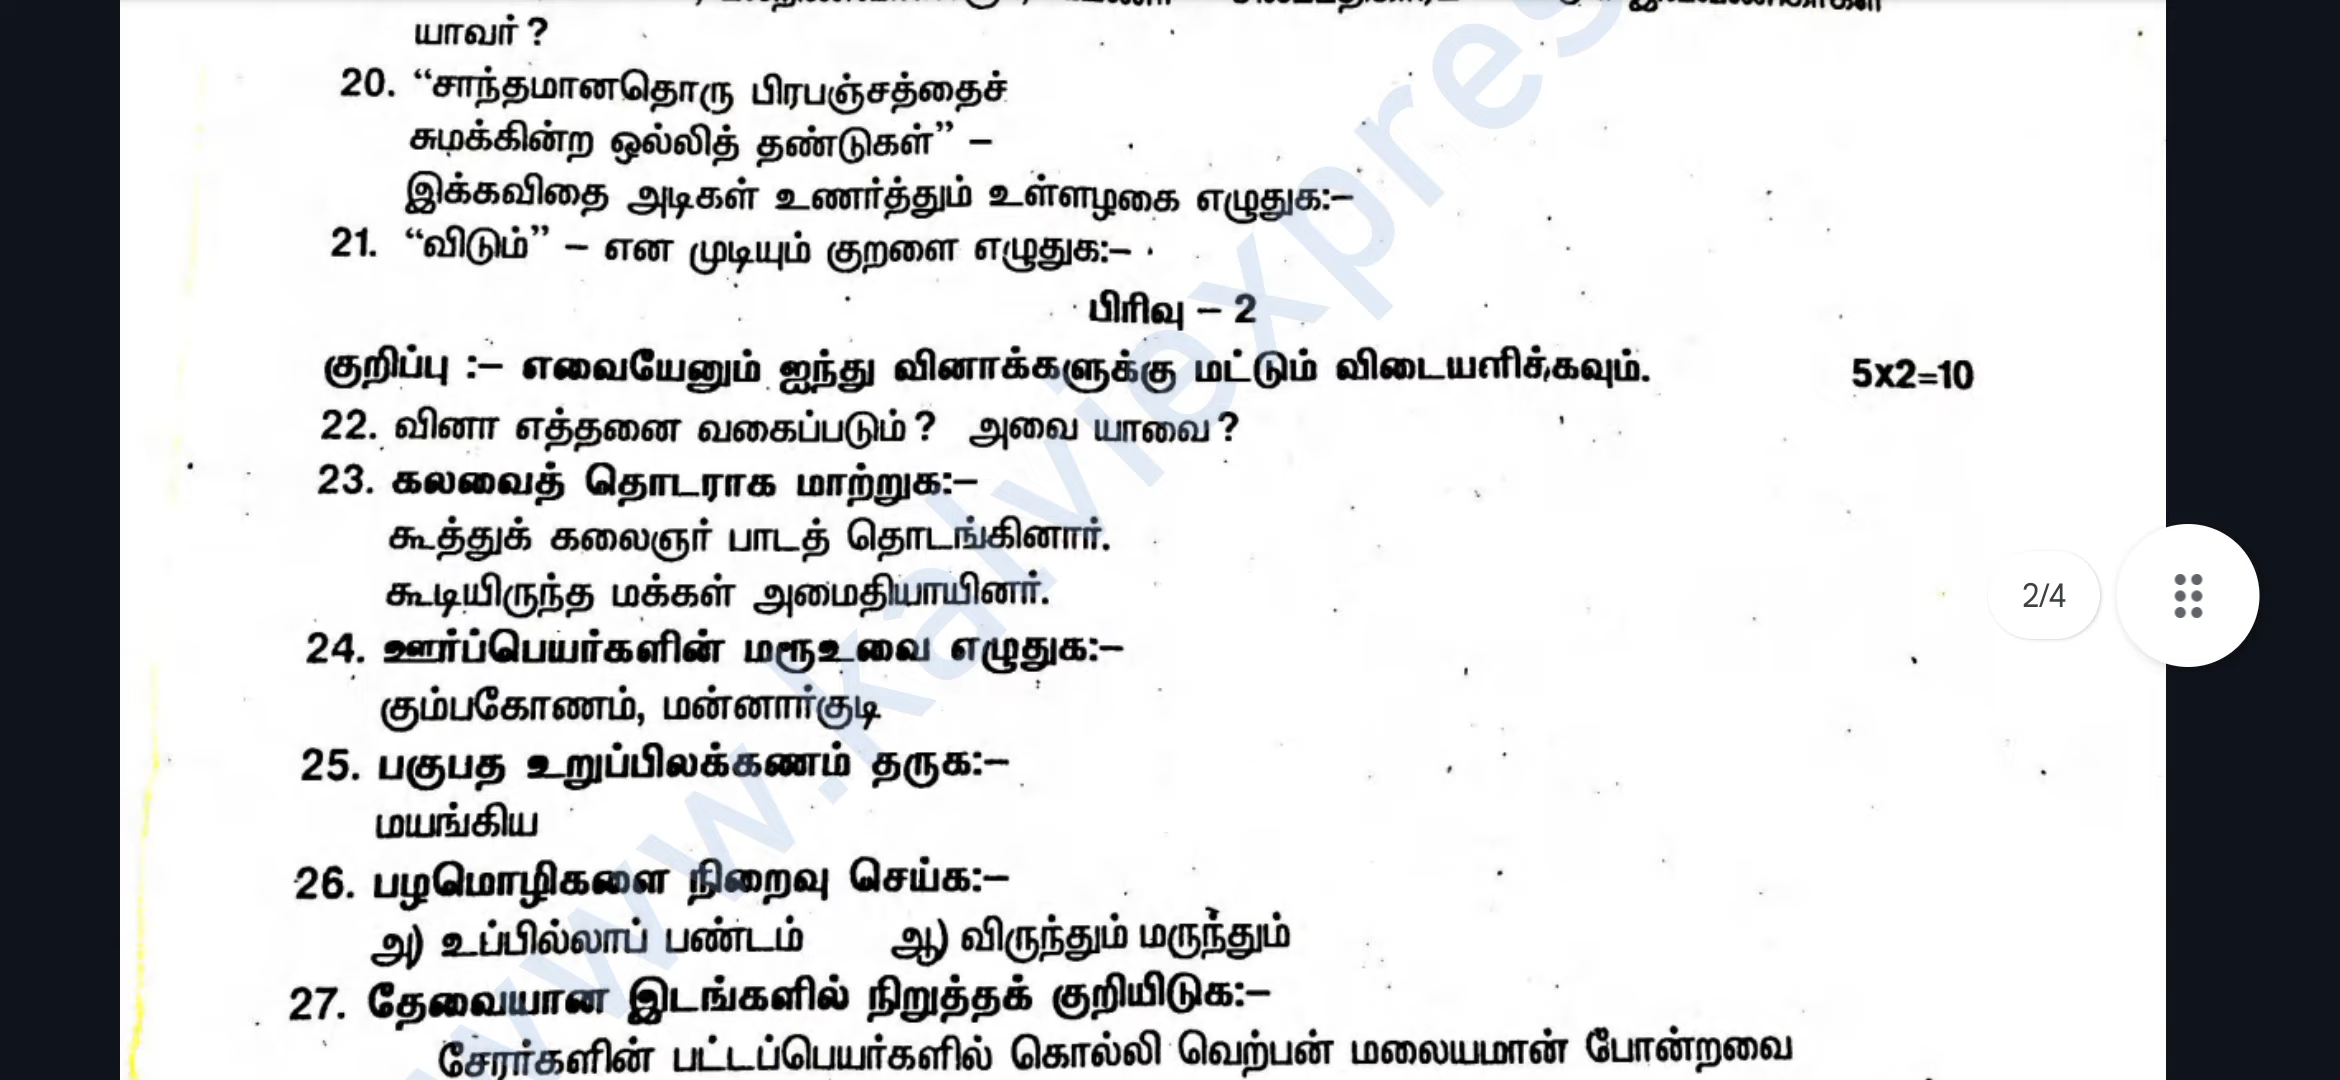 யாவர் ?
20. “சாந்தமானதொரு பிரபஞ்சத்தைச்
சுமக்கின்ற ஒல்லித் தண்டுகள்” –
இக்கவிதை அடிகள் உணர்த்தும் உள்ளழகை எழுதுக:–
21. “விடும்” – என முடியும் குறளை எழுதுக:–
பிரிவு – 2
குறிப்பு :– எவையேனும் ஐந்து வினாக்களுக்கு மட்டும் விடையளிக்கவும். 5x2=10
22. வினா எத்தனை வகைப்படும் ? அவை யாவை ?
23. கலவைத் தொடராக மாற்றுக:–
கூத்துக் கலைஞர் பாடத் தொடங்கினார்.
கூடியிருந்த மக்கள் அமைதியாயினர்.
2/4
24. ஊர்ப்பெயர்களின் மரூஉவை எழுதுக:–
கும்பகோணம், மன்னார்குடி
25. பகுபத உறுப்பிலக்கணம் தருக:–
மயங்கிய
26. பழமொழிகளை நிறைவு செய்க:–
அ) உப்பில்லாப் பண்டம் ஆ) விருந்தும் மருந்தும்
27. தேவையான இடங்களில் நிறுத்தக் குறியிடுக:–
சேரர்களின் பட்டப்பெயர்களில் கொல்லி வெற்பன் மலையமான் போன்றவை
www.kalviexpres